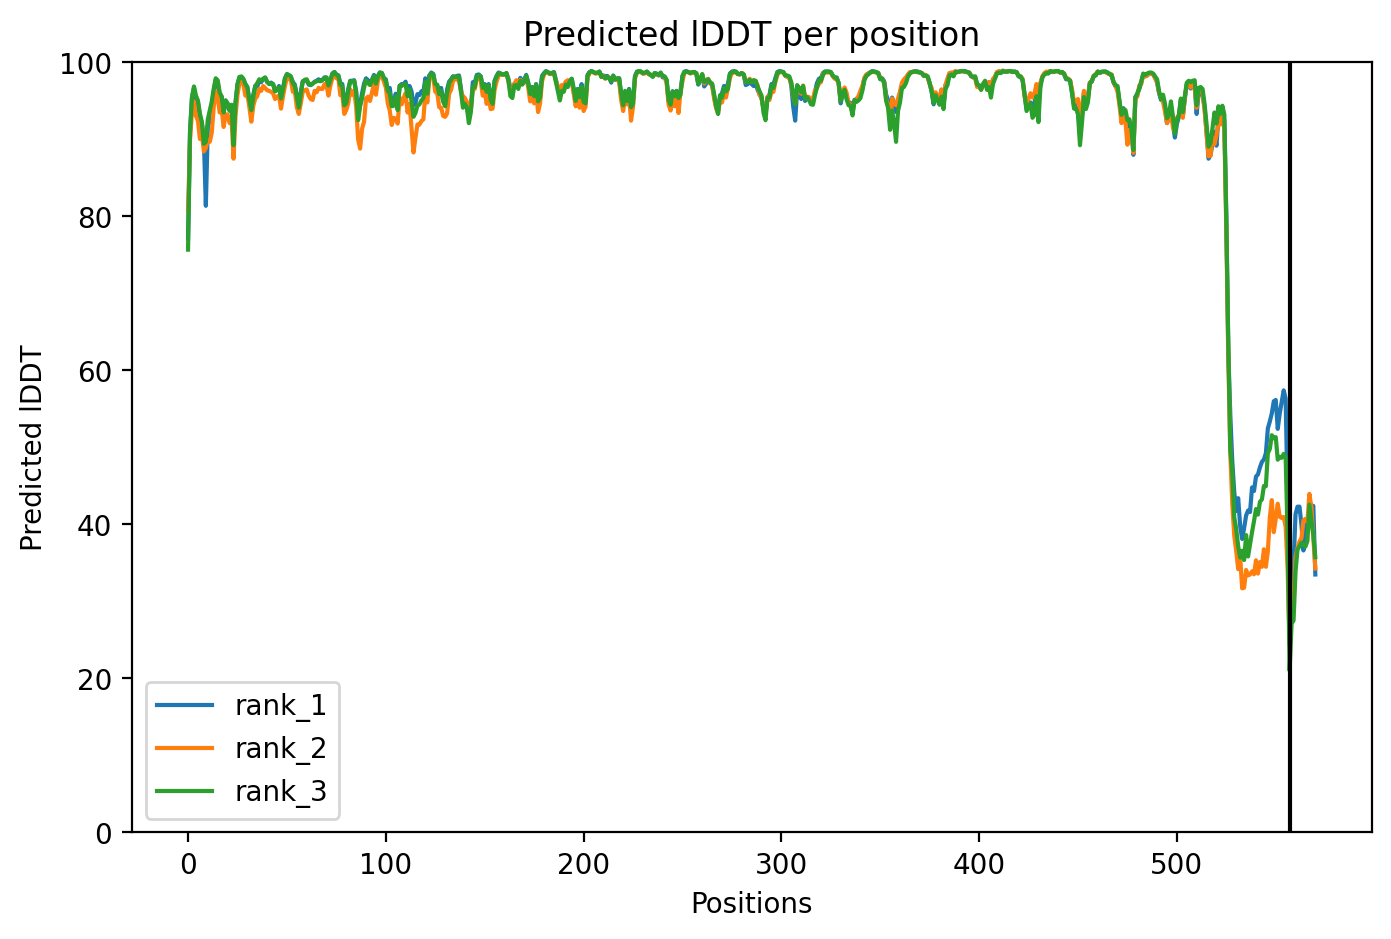 Predicted lDDT per position
100
80
60
40
20
0
Predicted lDDT
rank_1
rank_2
rank_3
0 100 200 300 400 500
Positions